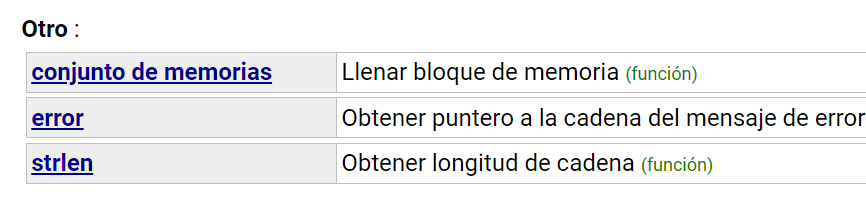 Otro :
conjunto de memorias Llenar bloque de memoria (función)
error Obtener puntero a la cadena del mensaje de error
strlen Obtener longitud de cadena (función)